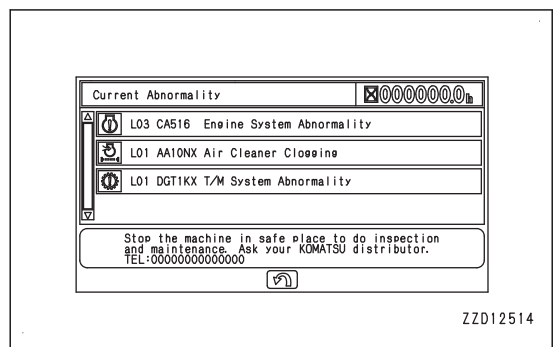 Current Abnormality 000000.0h
L03 CA516 Engine System Abnormality
L01 AA10NX Air Cleaner Clogging
L01 DGT1KX T/M System Abnormality
Stop the machine in safe place to do inspection
and maintenance. Ask your KOMATSU distributor.
TEL:00000000000000
ZZD12514